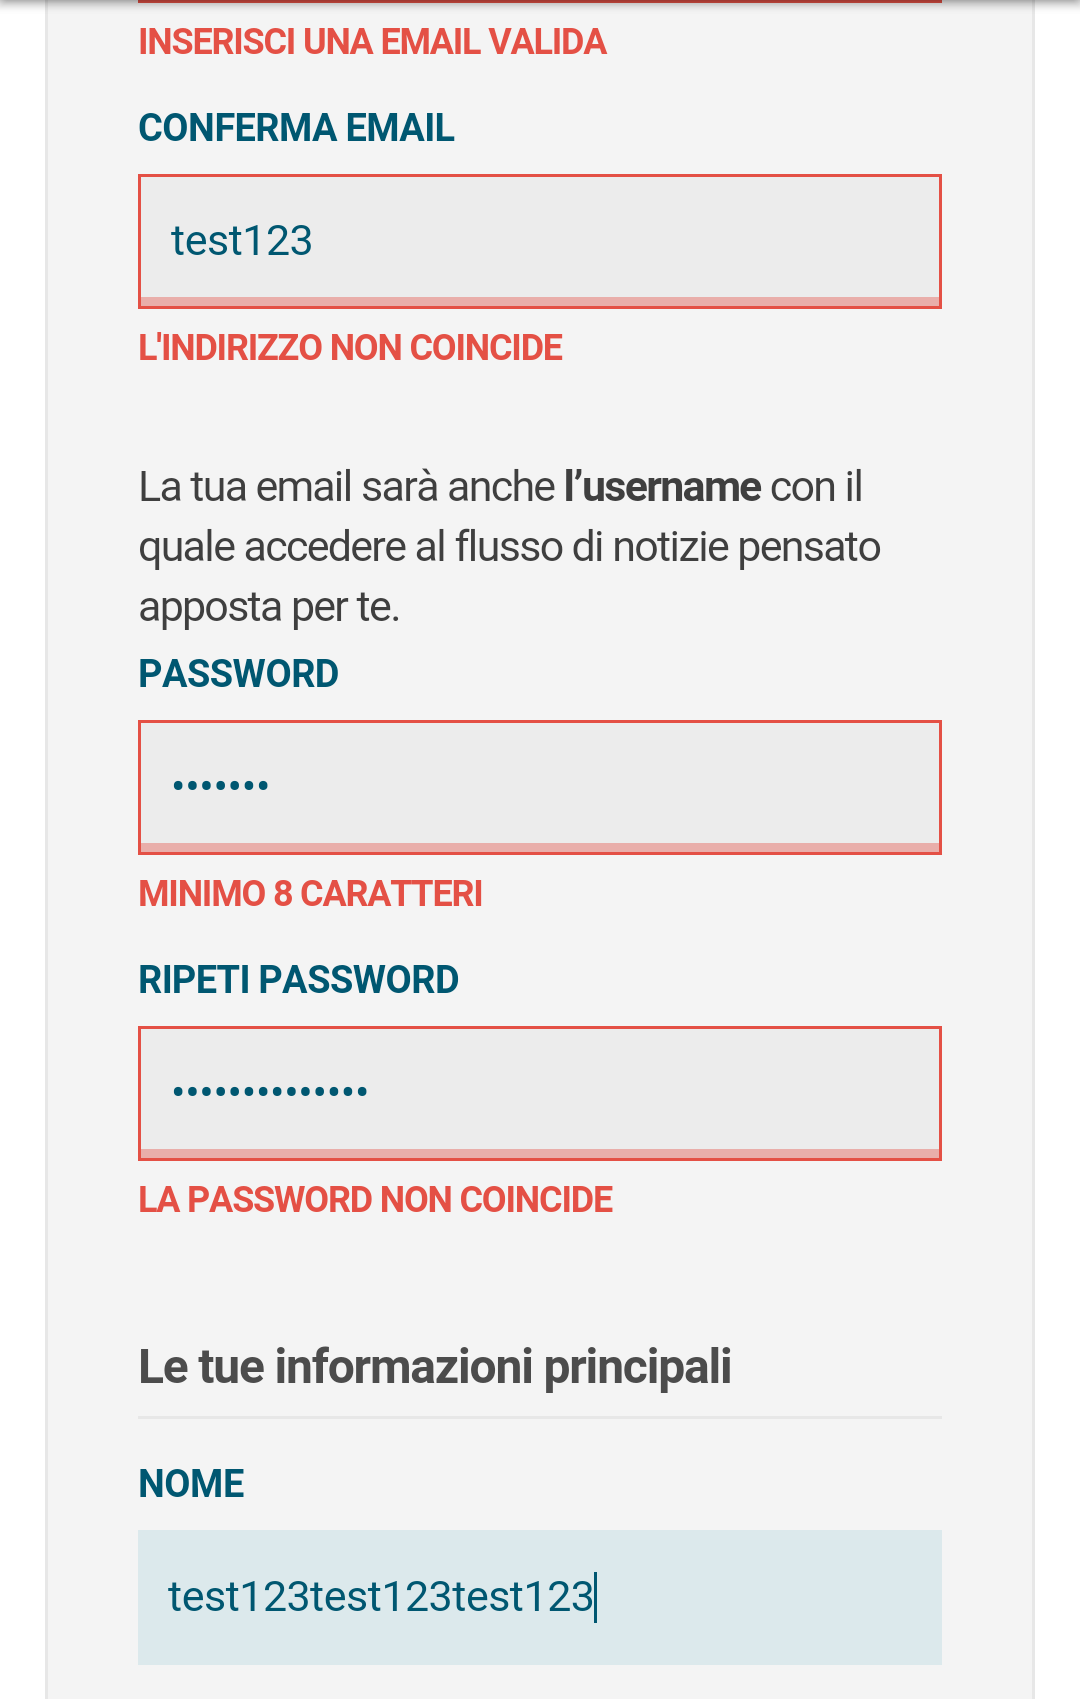 INSERISCI UNA EMAIL VALIDA
CONFERMA EMAIL
test123
L'INDIRIZZO NON COINCIDE
La tua email sarà anche l’username con il
quale accedere al flusso di notizie pensato
apposta per te.
PASSWORD
•••••••
MINIMO 8 CARATTERI
RIPETI PASSWORD
••••••••••••••
LA PASSWORD NON COINCIDE
Le tue informazioni principali
NOME
test123test123test123